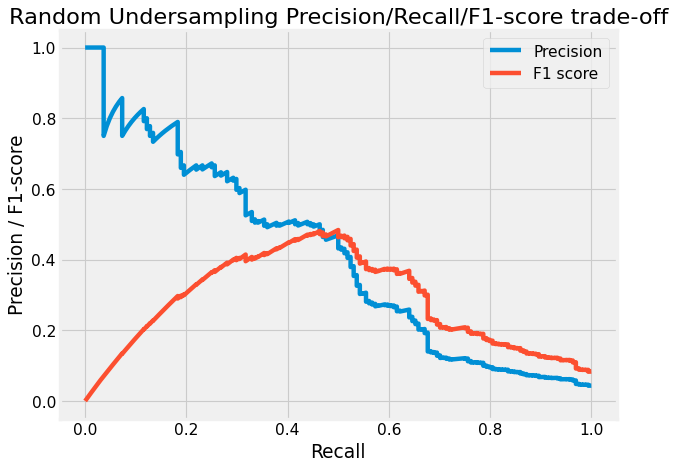 Random Undersampling Precision/Recall/F1-score trade-off
Precision
F1 score
1.0
0.8
0.6
0.4
0.2
0.0
Precision / F1-score
0.0 0.2 0.4 0.6 0.8 1.0
Recall